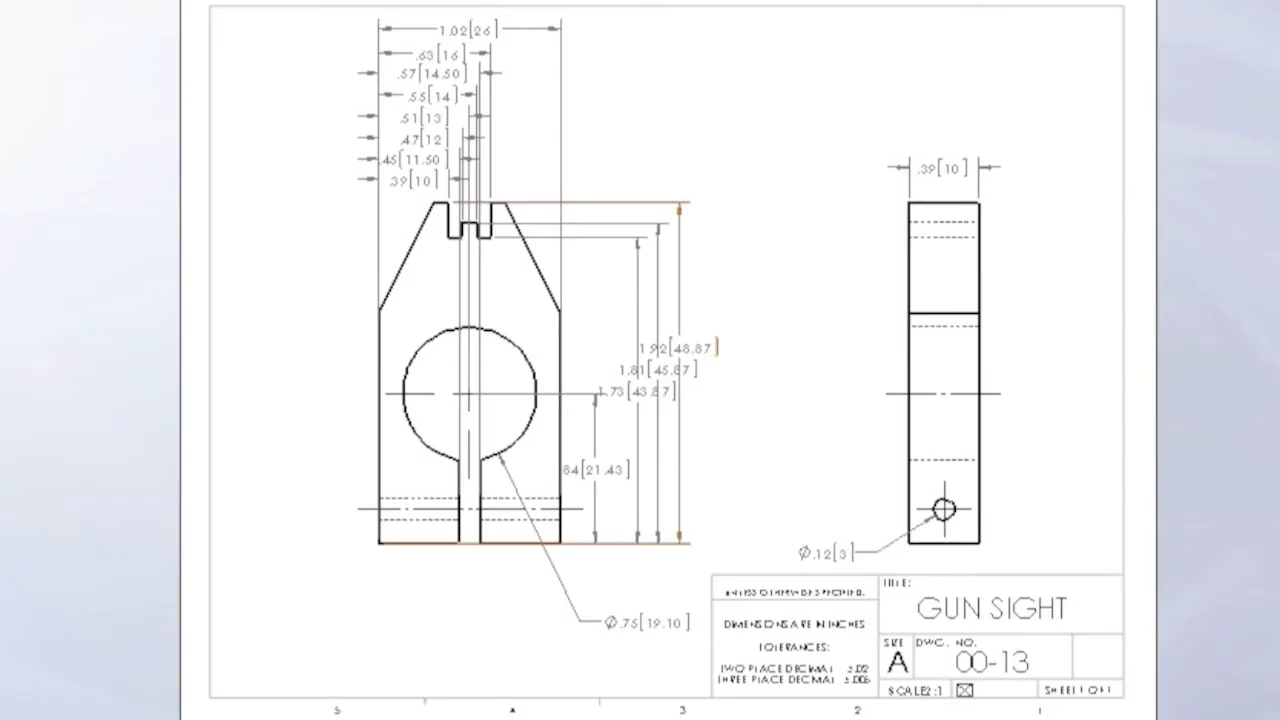 1.02[26]
.63[16]
.57[14.50]
.55[14]
.51[13]
.47[12
.45[11.50
.39[10]
.39[10]
1.92[48.87]
1.81[45.87]
1.73[43.87]
84[21.43]
Ø.12[3]
Ø.75[19.10]
UNLESS OTHERWISE SPECIFIED:
DIMENSIONS ARE IN INCHES
TOLERANCES:
TWO PLACE DECIMAL ±.02
THREE PLACE DECIMAL ±.005
TITLE:
GUN SIGHT
SIZE DWG. NO.
A 00-13
SCALE2:1 SHEET 1 OF 1
5 4 3 2 1